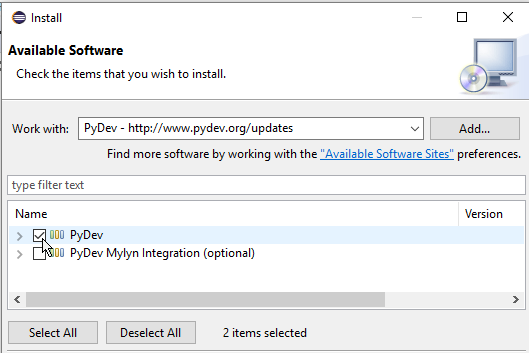 Install
Available Software
Check the items that you wish to install.
Work with: PyDev - http://www.pydev.org/updates Add...
Find more software by working with the "Available Software Sites" preferences.
type filter text
Name Version
PyDev
PyDev Mylyn Integration (optional)
Select All Deselect All 2 items selected